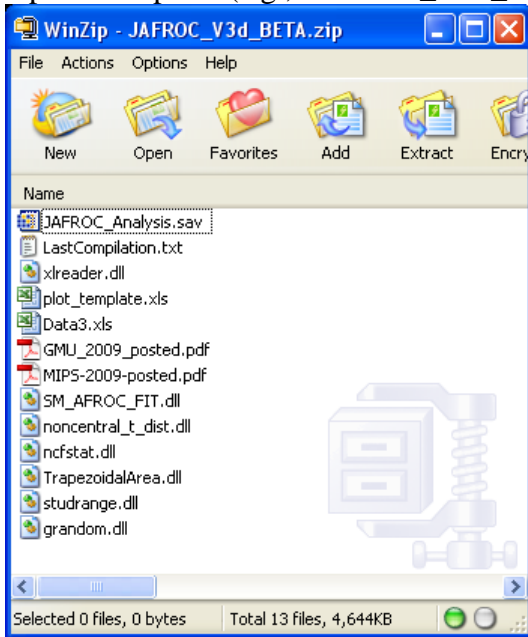 WinZip - JAFROC_V3d_BETA.zip
File Actions Options Help
New Open Favorites Add Extract Encry
Name
JAFROC_Analysis.sav
LastCompilation.txt
xlreader.dll
plot_template.xls
Data3.xls
GMU_2009_posted.pdf
MIPS-2009-posted.pdf
SM_AFROC_FIT.dll
noncentral_t_dist.dll
ncfstat.dll
TrapezoidalArea.dll
studrange.dll
grandom.dll
Selected 0 files, 0 bytes Total 13 files, 4,644KB